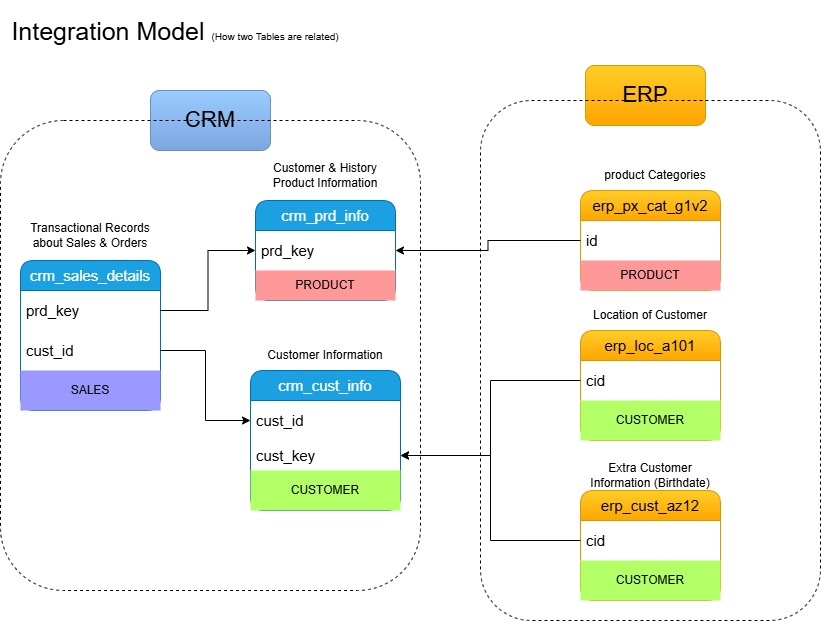 Integration Model (How two Tables are related)
CRM
ERP
Customer & History
Product Information
crm_prd_info
prd_key
PRODUCT
Transactional Records
about Sales & Orders
crm_sales_details
prd_key
cust_id
SALES
Customer Information
crm_cust_info
cust_id
cust_key
CUSTOMER
product Categories
erp_px_cat_g1v2
id
PRODUCT
Location of Customer
erp_loc_a101
cid
CUSTOMER
Extra Customer
Information (Birthdate)
erp_cust_az12
cid
CUSTOMER